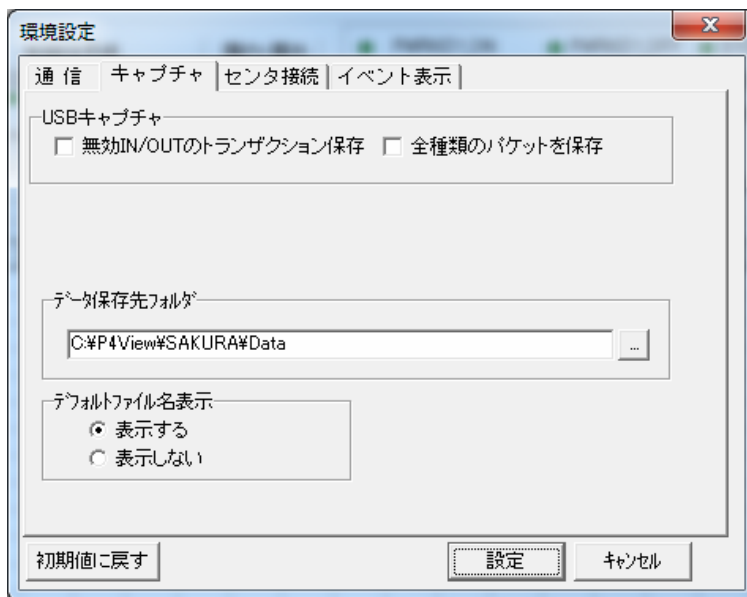 環境設定
通信 キャプチャ センタ接続 イベント表示
USBキャプチャ
無効IN/OUTのトランザクション保存 全種類のパケットを保存
データ保存先フォルダ
C:¥P4View¥SAKURA¥Data ...
デフォルトファイル名表示
表示する
表示しない
初期値に戻す 設定 キャンセル